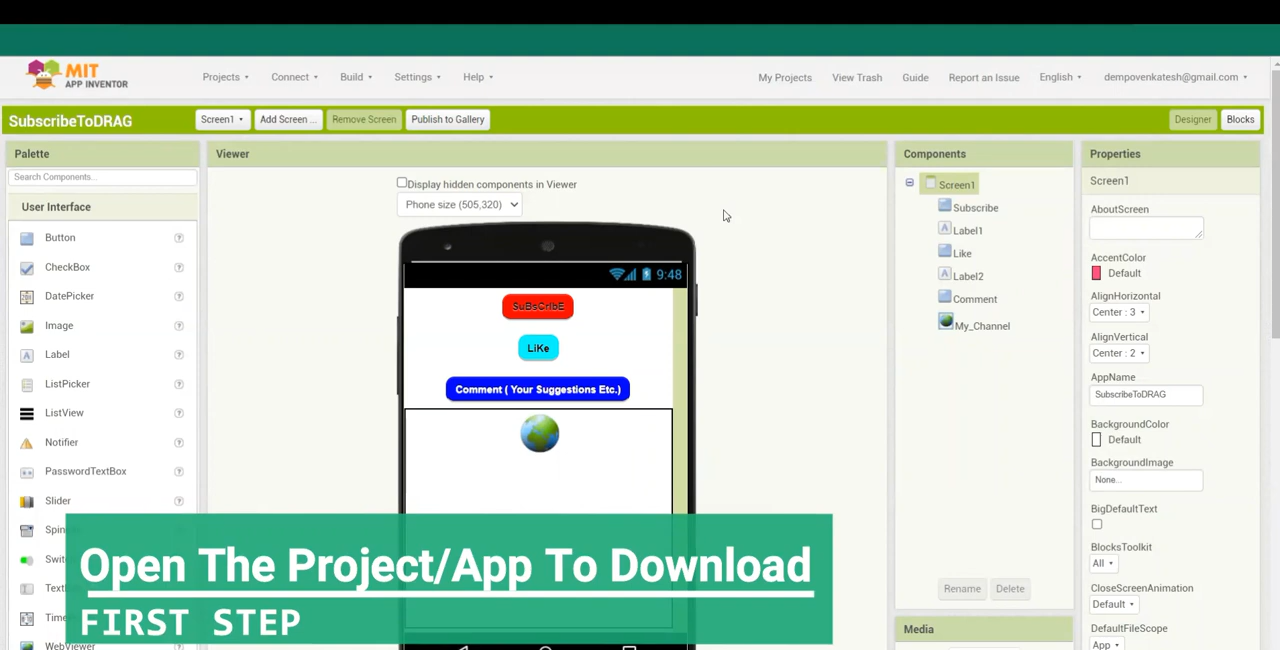 MIT
APP INVENTOR
Projects
Connect
Build
Settings
Help
My Projects
View Trash
Guide
Report an Issue
English
dempovenkatesh@gmail.com
SubscribeToDRAG
Screen1
Add Screen ...
Remove Screen
Publish to Gallery
Designer
Blocks
Palette
Search Components...
User Interface
Button
CheckBox
DatePicker
Image
Label
ListPicker
ListView
Notifier
PasswordTextBox
Slider
Viewer
Display hidden components in Viewer
Phone size (505,320)
9:48
SuBsCribE
LiKe
Comment ( Your Suggestions Etc.)
Open The Project/App To Download
FIRST STEP
Components
Screen1
Subscribe
Label1
Like
Label2
Comment
My_Channel
Rename
Delete
Media
Properties
Screen1
AboutScreen
AccentColor
Default
AlignHorizontal
Center : 3
AlignVertical
Center : 2
AppName
SubscribeToDRAG
BackgroundColor
Default
BackgroundImage
None...
BigDefaultText
BlocksToolkit
All
CloseScreenAnimation
Default
DefaultFileScope
App